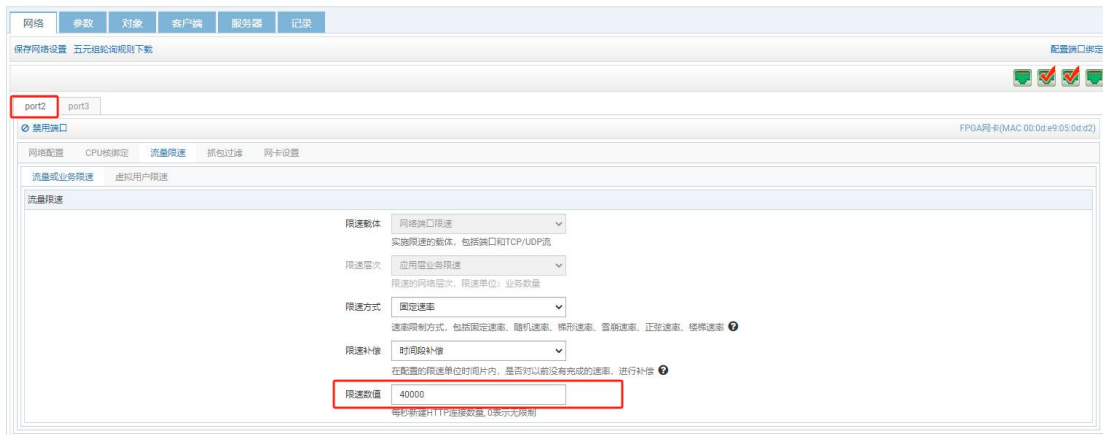 网络 参数 对象 客户端 服务器 记录
保存网络设置 五元组轮询规则下载 配置端口绑定
port2 port3
禁用端口 FPGA网卡(MAC 00:0d:e9:05:0d:d2)
网络配置 CPU核绑定 流量限速 抓包过滤 网卡设置
流量或业务限速 虚拟用户限速
流量限速
限速载体 网络端口限速
实施限速的载体，包括端口和TCP/UDP流
限速层次 应用层业务限速
限速的网络层次，限速单位：业务数量
限速方式 固定速率
速率限制方式，包括固定速率、随机速率、梯形速率、雪崩速率、正弦速率、楼梯速率
限速补偿 时间段补偿
在配置的限速单位时间片内，是否对以前没有完成的速率，进行补偿
限速数值 40000
每秒新建HTTP连接数量,0表示无限制